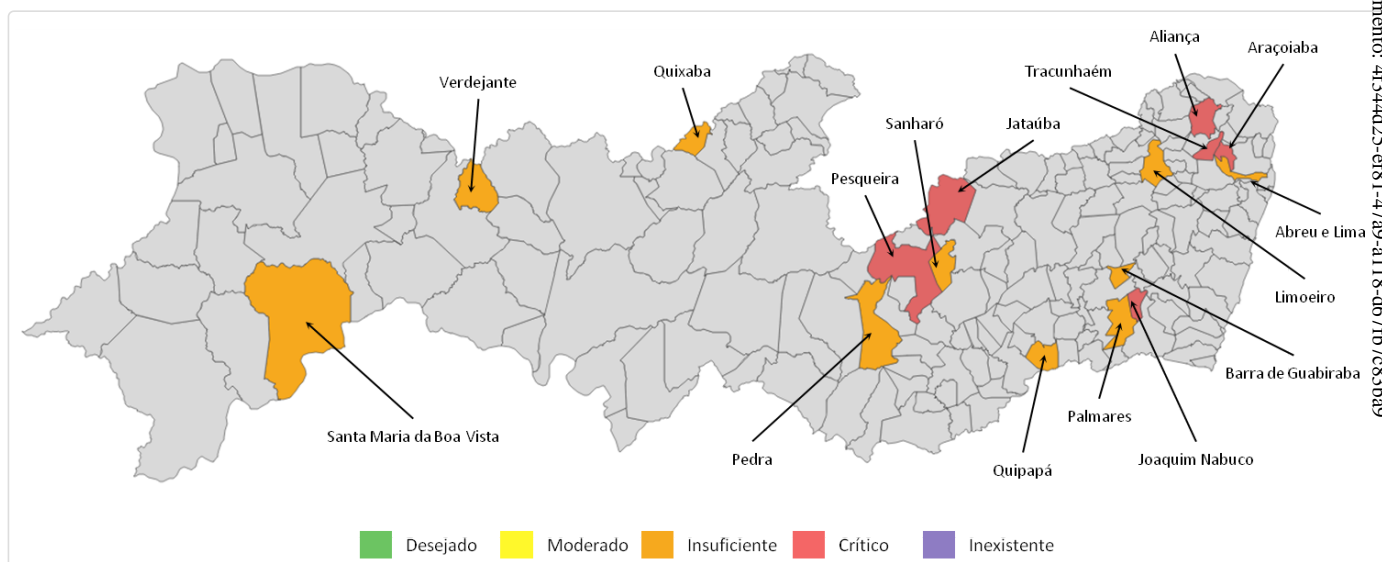 Aliança
Araçoiaba
Tracunhaém
Quixaba
Verdejante
Sanharó
Jataúba
Pesqueira
Abreu e Lima
Limoeiro
Barra de Guabiraba
Palmares
Santa Maria da Boa Vista
Pedra
Quipapá
Joaquim Nabuco
Desejado
Moderado
Insuficiente
Crítico
Inexistente